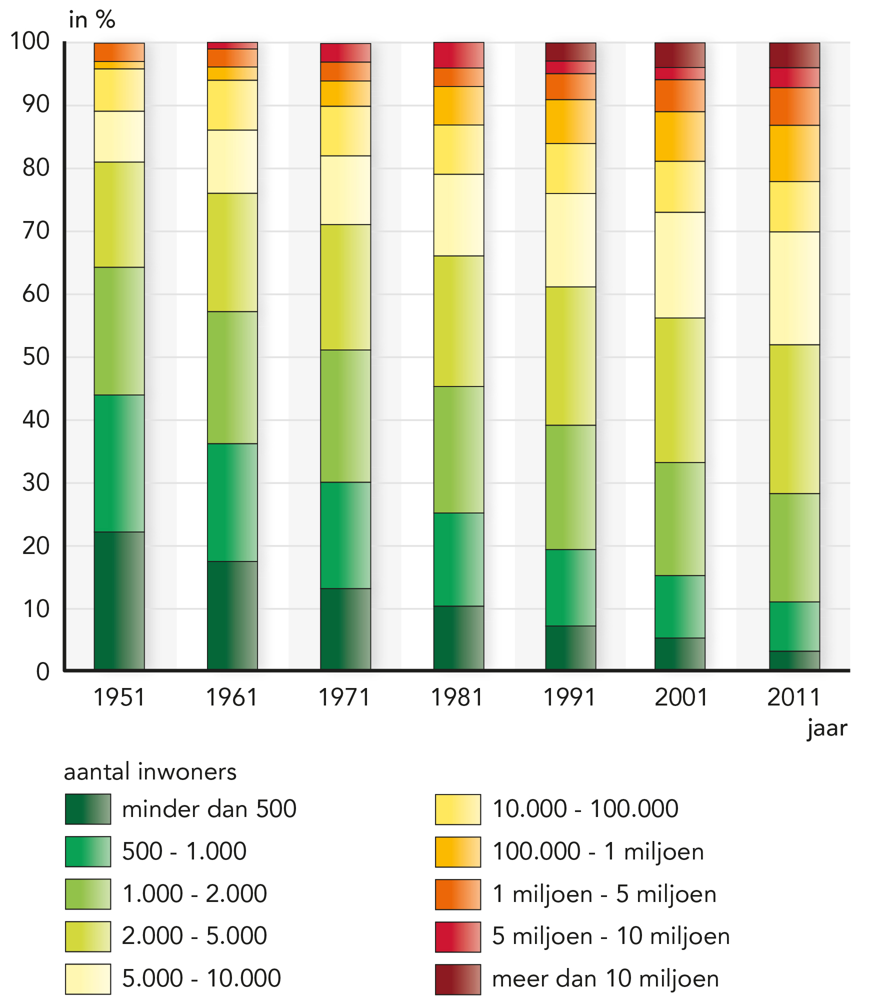 in %
100
90
80
70
60
50
40
30
20
10
0
1951 1961 1971 1981 1991 2001 2011
jaar
aantal inwoners
minder dan 500
500 - 1.000
1.000 - 2.000
2.000 - 5.000
5.000 - 10.000
10.000 - 100.000
100.000 - 1 miljoen
1 miljoen - 5 miljoen
5 miljoen - 10 miljoen
meer dan 10 miljoen